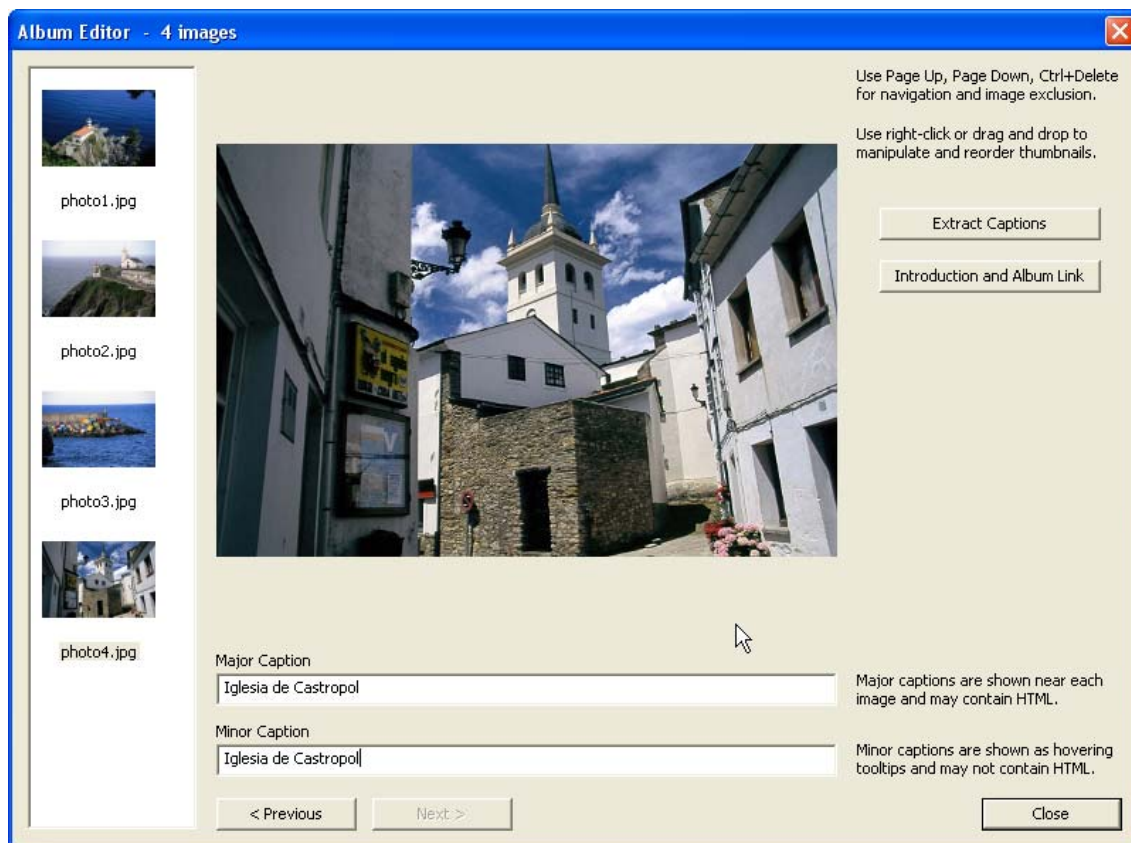 Album Editor - 4 images
photo1.jpg
photo2.jpg
photo3.jpg
photo4.jpg
Use Page Up, Page Down, Ctrl+Delete
for navigation and image exclusion.
Use right-click or drag and drop to
manipulate and reorder thumbnails.
Extract Captions
Introduction and Album Link
Major Caption
Iglesia de Castropol
Major captions are shown near each
image and may contain HTML.
Minor Caption
Iglesia de Castropol
Minor captions are shown as hovering
tooltips and may not contain HTML.
< Previous
Next >
Close